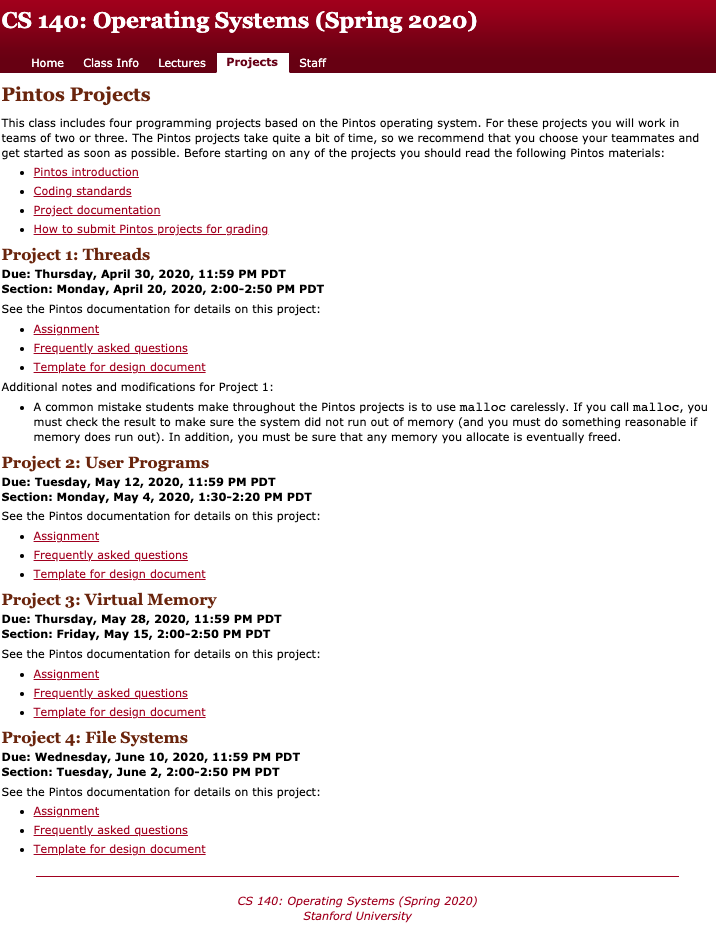 CS 140: Operating Systems (Spring 2020)
Home Class Info Lectures Projects Staff
Pintos Projects
This class includes four programming projects based on the Pintos operating system. For these projects you will work in
teams of two or three. The Pintos projects take quite a bit of time, so we recommend that you choose your teammates and
get started as soon as possible. Before starting on any of the projects you should read the following Pintos materials:
• Pintos introduction
• Coding standards
• Project documentation
• How to submit Pintos projects for grading
Project 1: Threads
Due: Thursday, April 30, 2020, 11:59 PM PDT
Section: Monday, April 20, 2020, 2:00-2:50 PM PDT
See the Pintos documentation for details on this project:
• Assignment
• Frequently asked questions
• Template for design document
Additional notes and modifications for Project 1:
• A common mistake students make throughout the Pintos projects is to use malloc carelessly. If you call malloc, you
must check the result to make sure the system did not run out of memory (and you must do something reasonable if
memory does run out). In addition, you must be sure that any memory you allocate is eventually freed.
Project 2: User Programs
Due: Tuesday, May 12, 2020, 11:59 PM PDT
Section: Monday, May 4, 2020, 1:30-2:20 PM PDT
See the Pintos documentation for details on this project:
• Assignment
• Frequently asked questions
• Template for design document
Project 3: Virtual Memory
Due: Thursday, May 28, 2020, 11:59 PM PDT
Section: Friday, May 15, 2:00-2:50 PM PDT
See the Pintos documentation for details on this project:
• Assignment
• Frequently asked questions
• Template for design document
Project 4: File Systems
Due: Wednesday, June 10, 2020, 11:59 PM PDT
Section: Tuesday, June 2, 2:00-2:50 PM PDT
See the Pintos documentation for details on this project:
• Assignment
• Frequently asked questions
• Template for design document
CS 140: Operating Systems (Spring 2020)
Stanford University